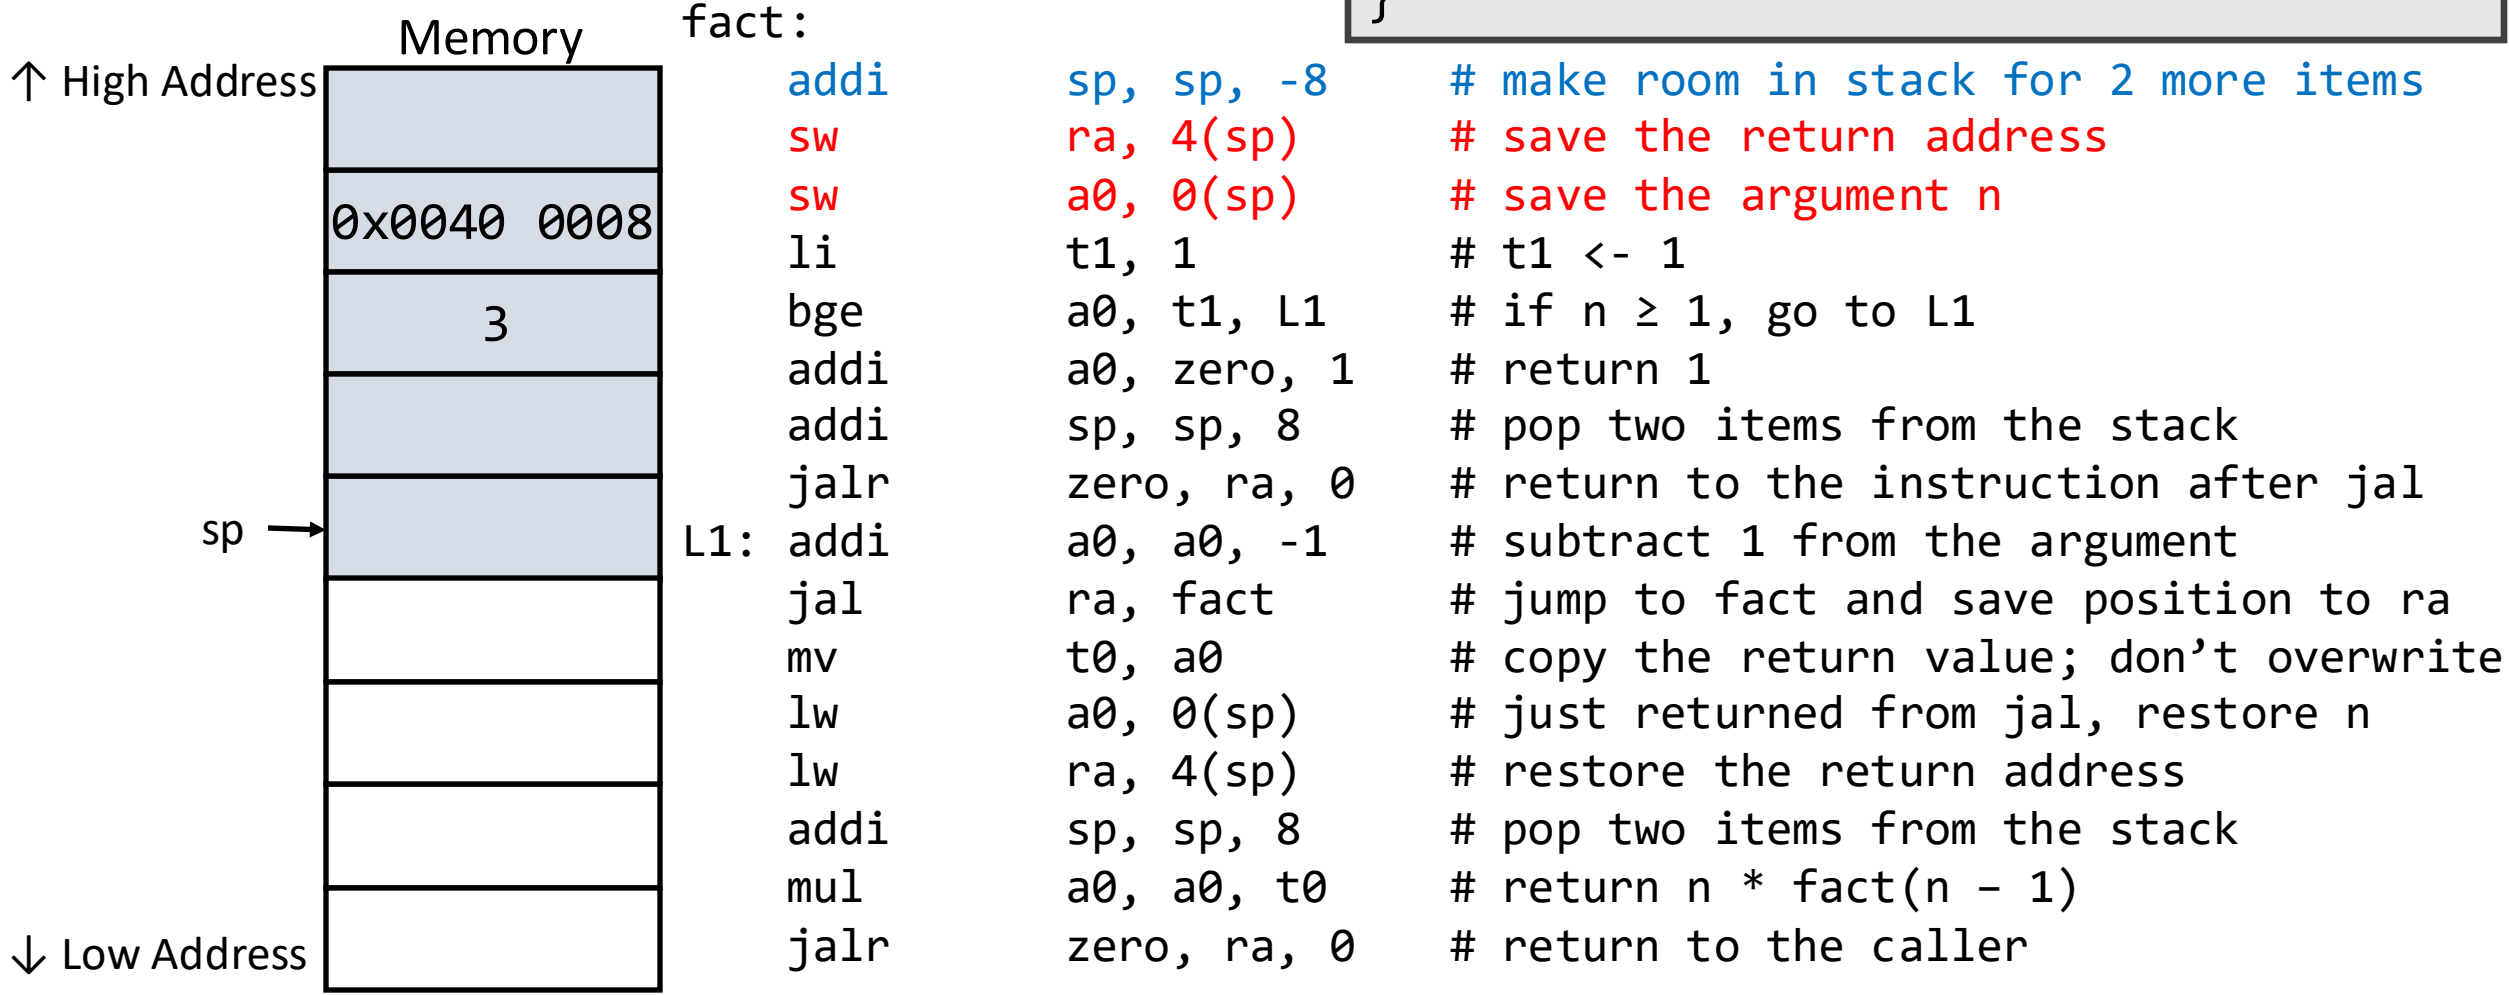 }
fact:
Memory
↑ High Address
addi sp, sp, -8 # make room in stack for 2 more items
sw ra, 4(sp) # save the return address
0x0040 0008
sw a0, 0(sp) # save the argument n
li t1, 1 # t1 <- 1
3
bge a0, t1, L1 # if n ≥ 1, go to L1
addi a0, zero, 1 # return 1
addi sp, sp, 8 # pop two items from the stack
jalr zero, ra, 0 # return to the instruction after jal
sp →
L1: addi a0, a0, -1 # subtract 1 from the argument
jal ra, fact # jump to fact and save position to ra
mv t0, a0 # copy the return value; don’t overwrite
lw a0, 0(sp) # just returned from jal, restore n
lw ra, 4(sp) # restore the return address
addi sp, sp, 8 # pop two items from the stack
mul a0, a0, t0 # return n * fact(n – 1)
jalr zero, ra, 0 # return to the caller
↓ Low Address